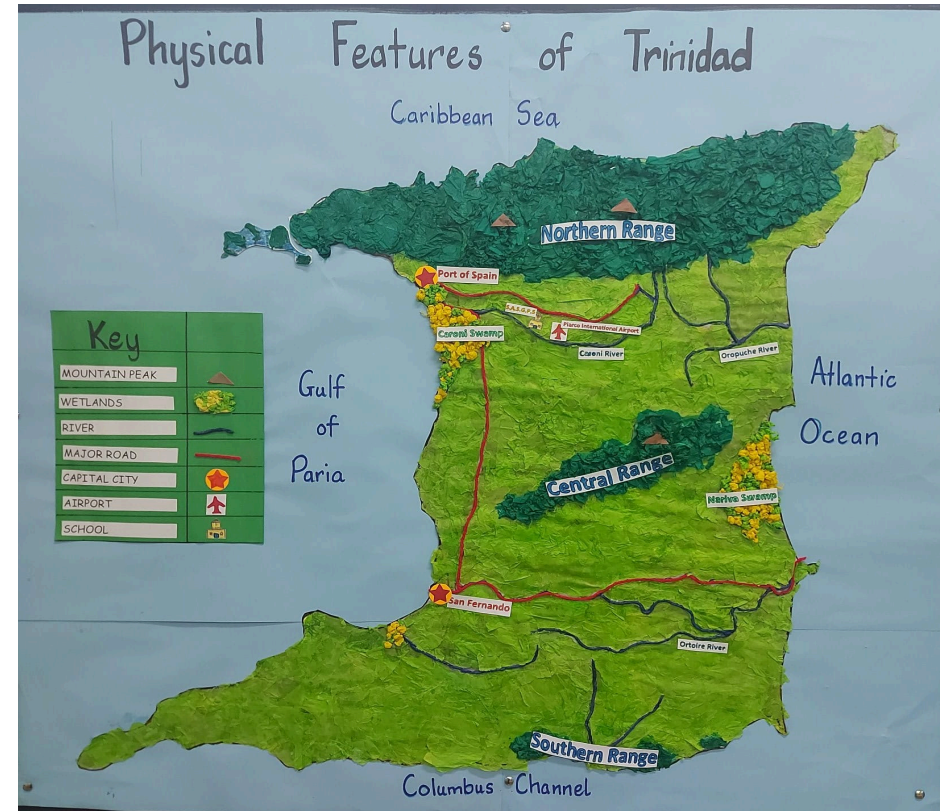 Physical Features of Trinidad
Caribbean Sea
Northern Range
Port of Spain
S.A.S.G.P.S
Piarco International Airport
Caroni Swamp
Caroni River
Oropuche River
Key
MOUNTAIN PEAK
WETLANDS
RIVER
MAJOR ROAD
CAPITAL CITY
AIRPORT
SCHOOL
Gulf
of
Paria
Atlantic
Ocean
Central Range
Nariva Swamp
San Fernando
Ortoire River
Southern Range
Columbus Channel